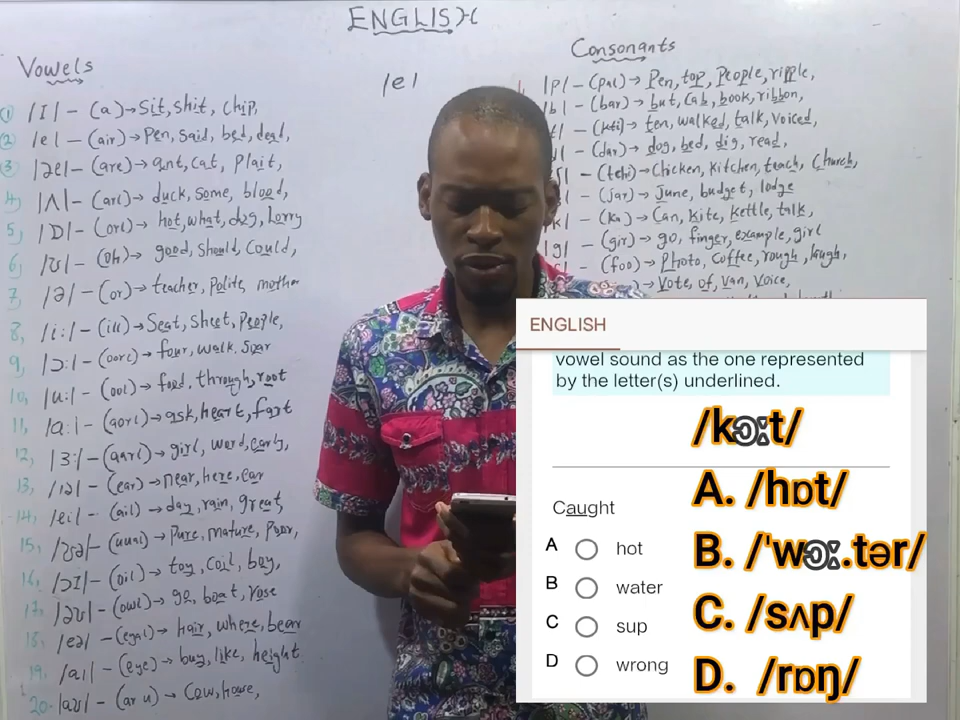 ENGLISH
Vowels
① /I/ - (a) → Sit, shit, chip,
② /e/ - (air) → Pen, said, bed, dead,
③ /æ/ - (are) → ant, cat, plait,
4, /ʌ/ - (arl) → duck, some, blood,
5, /ɒ/ - (orl) → hot, what, dog, Lorry
6, /ʊ/ - (oh) → good, should, could,
7, /ə/ - (or) → teacher, Polite, mother
8, /i:/ - (ill) → Seat, Sheet, People,
9, /ɔ:/ - (oorl) → four, walk, soar
10, /u:/ - (ool) → food, through, root
11, /a:/ - (aorl) → ask, heart, fast
12, /ɜ:/ - (aarl) → girl, word, early,
13, /ɪə/ - (ear) → near, here, ear
14, /ei/ - (ail) → day, rain, great,
15, /ʊə/ - (uual) → Pure, mature, Poor,
16, /ɔI/ - (oil) → toy, coil, boy,
17, /əʊ/ - (owl) → go, boat, rose
18, /eə/ - (eyal) → hair, where, bear
19, /aɪ/ - (eye) → buy, like, height
20- /aʊ/ - (ar u) → Cow, house,
/e/
Consonants
/p/ - (pal) → Pen, top, People, ripple,
/b/ - (bar) → but, Cab, book, ribbon,
→ ten, walked, talk, voiced,
(dar) → dog, bed, dig, read,
→ Chicken, kitchen, teach, Church,
(jar) → June, budget, lodge
(ka) → Can, kite, kettle, talk,
/g/ - (gir) → go, finger, example, girl
(foo) → Photo, coffee, rough, laugh,
→ Vote, of, van, Voice,
ENGLISH
vowel sound as the one represented
by the letter(s) underlined.
/kɔːt/
Caught
A hot
B water
C sup
D wrong
A. /hɒt/
B. /ˈwɔː.tər/
C. /sʌp/
D. /rɒŋ/